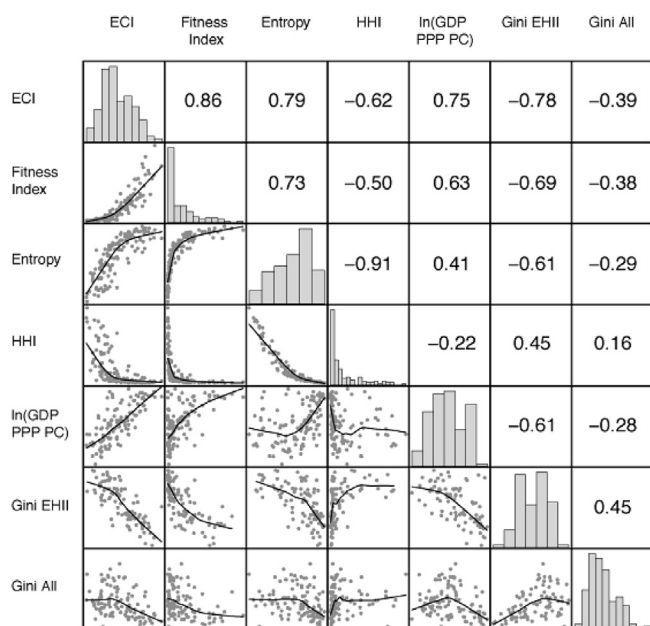 ECI Fitness Index Entropy HHI ln(GDP PPP PC) Gini EHII Gini All
ECI 0.86 0.79 −0.62 0.75 −0.78 −0.39
Fitness Index 0.73 −0.50 0.63 −0.69 −0.38
Entropy −0.91 0.41 −0.61 −0.29
HHI −0.22 0.45 0.16
ln(GDP PPP PC) −0.61 −0.28
Gini EHII 0.45
Gini All